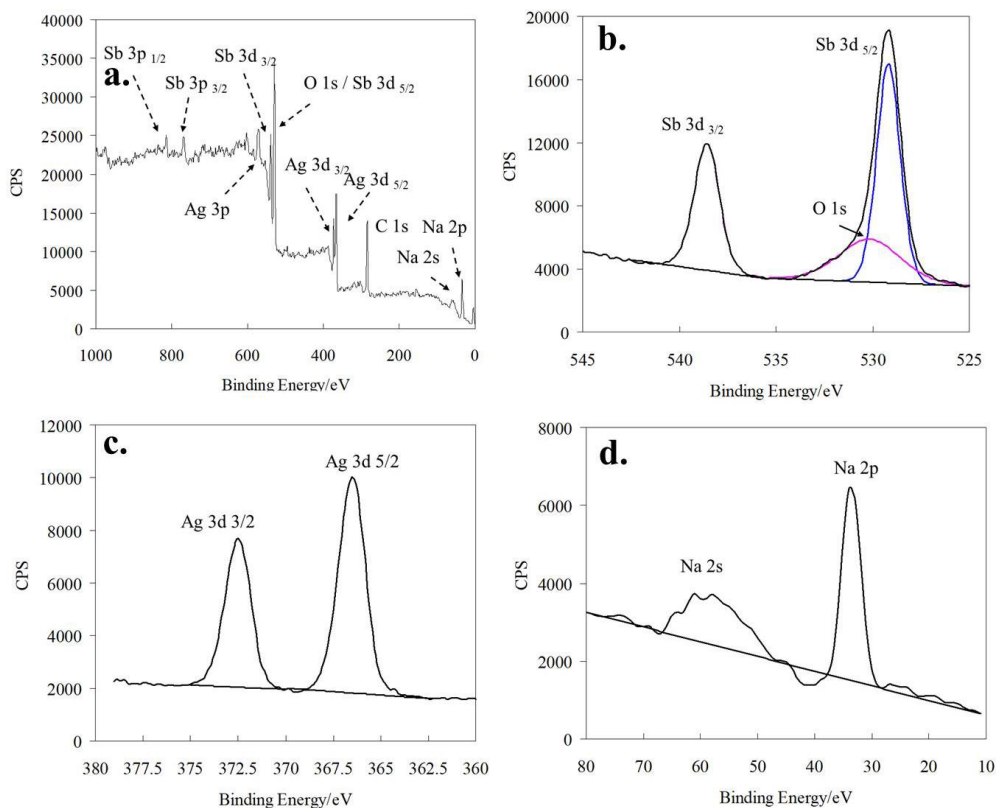 a.
40000
35000
30000
25000
20000
15000
10000
5000
0
CPS
Sb 3p 1/2
Sb 3p 3/2
Sb 3d 3/2
O 1s / Sb 3d 5/2
Ag 3p
Ag 3d 3/2
Ag 3d 5/2
C 1s
Na 2p
Na 2s
1000 800 600 400 200 0
Binding Energy/eV
b.
20000
16000
12000
8000
4000
0
CPS
Sb 3d 5/2
Sb 3d 3/2
O 1s
545 540 535 530 525
Binding Energy/eV
c.
12000
10000
8000
6000
4000
2000
0
CPS
Ag 3d 5/2
Ag 3d 3/2
380 377.5 375 372.5 370 367.5 365 362.5 360
Binding Energy/eV
d.
8000
6000
4000
2000
0
CPS
Na 2p
Na 2s
80 70 60 50 40 30 20 10
Binding Energy/eV